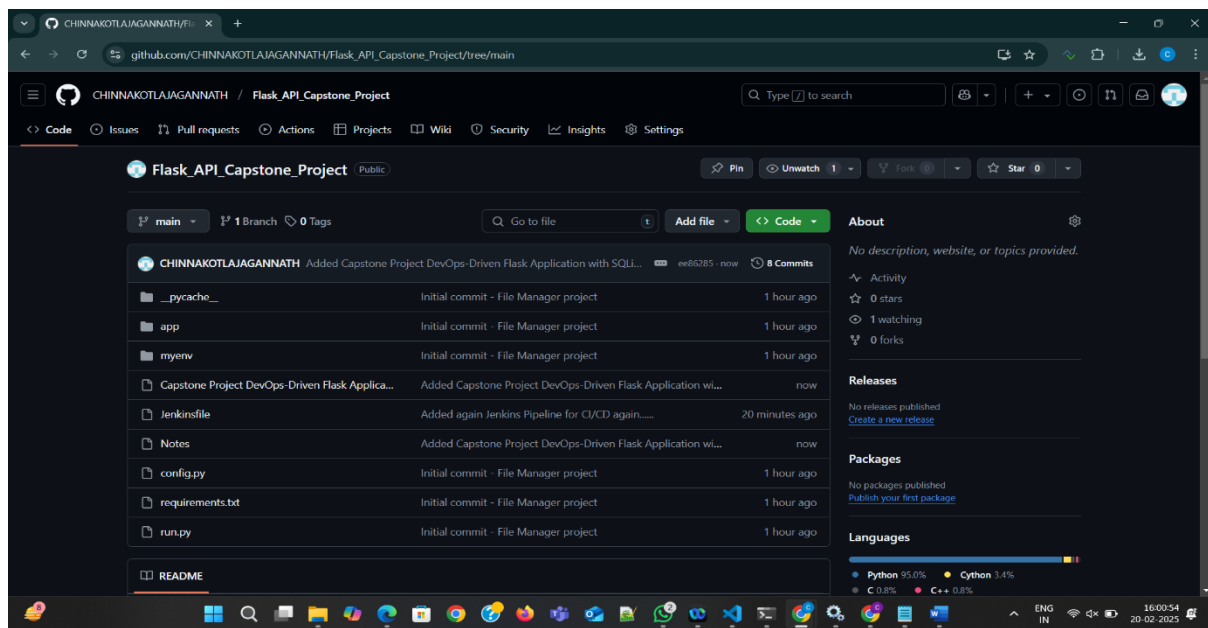 CHINNAKOTLAJAGANNATH/Fl
github.com/CHINNAKOTLAJAGANNATH/Flask_API_Capstone_Project/tree/main
C
CHINNAKOTLAJAGANNATH / Flask_API_Capstone_Project
Type / to search
<> Code Issues Pull requests Actions Projects Wiki Security Insights Settings
Flask_API_Capstone_Project Public
Pin Unwatch 1 Fork 0 Star 0
main 1 Branch 0 Tags Go to file t Add file <> Code
CHINNAKOTLAJAGANNATH Added Capstone Project DevOps-Driven Flask Application with SQLi... ee86285 · now 8 Commits
__pycache__ Initial commit - File Manager project 1 hour ago
app Initial commit - File Manager project 1 hour ago
myenv Initial commit - File Manager project 1 hour ago
Capstone Project DevOps-Driven Flask Applica... Added Capstone Project DevOps-Driven Flask Application wi... now
Jenkinsfile Added again Jenkins Pipeline for CI/CD again...... 20 minutes ago
Notes Added Capstone Project DevOps-Driven Flask Application wi... now
config.py Initial commit - File Manager project 1 hour ago
requirements.txt Initial commit - File Manager project 1 hour ago
run.py Initial commit - File Manager project 1 hour ago
README
About
No description, website, or topics provided.
Activity
0 stars
1 watching
0 forks
Releases
No releases published
Create a new release
Packages
No packages published
Publish your first package
Languages
Python 95.0% Cython 3.4%
C 0.8% C++ 0.8%
8
2
ENG
IN
16:00:54
20-02-2025